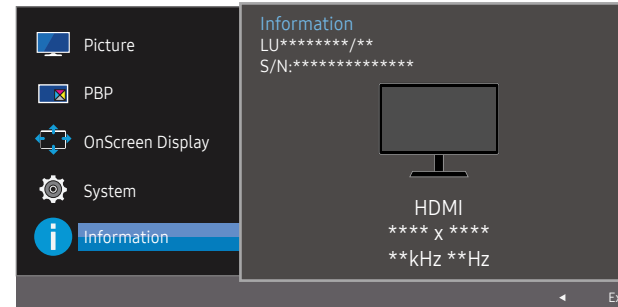 Picture
PBP
OnScreen Display
System
Information
Information
LU********/**
S/N:**************
HDMI
**** x ****
**kHz **Hz